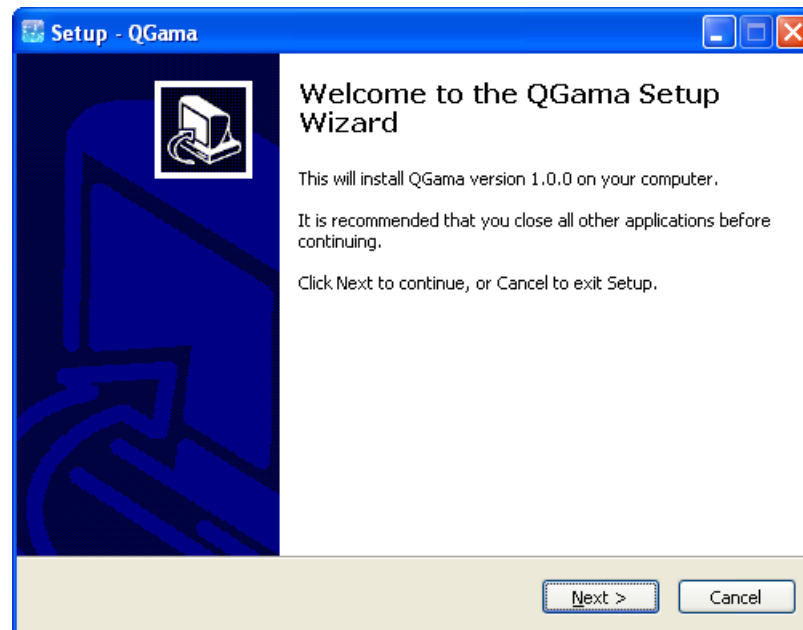 Setup - QGama
Welcome to the QGama Setup
Wizard
This will install QGama version 1.0.0 on your computer.
It is recommended that you close all other applications before
continuing.
Click Next to continue, or Cancel to exit Setup.
Next >
Cancel